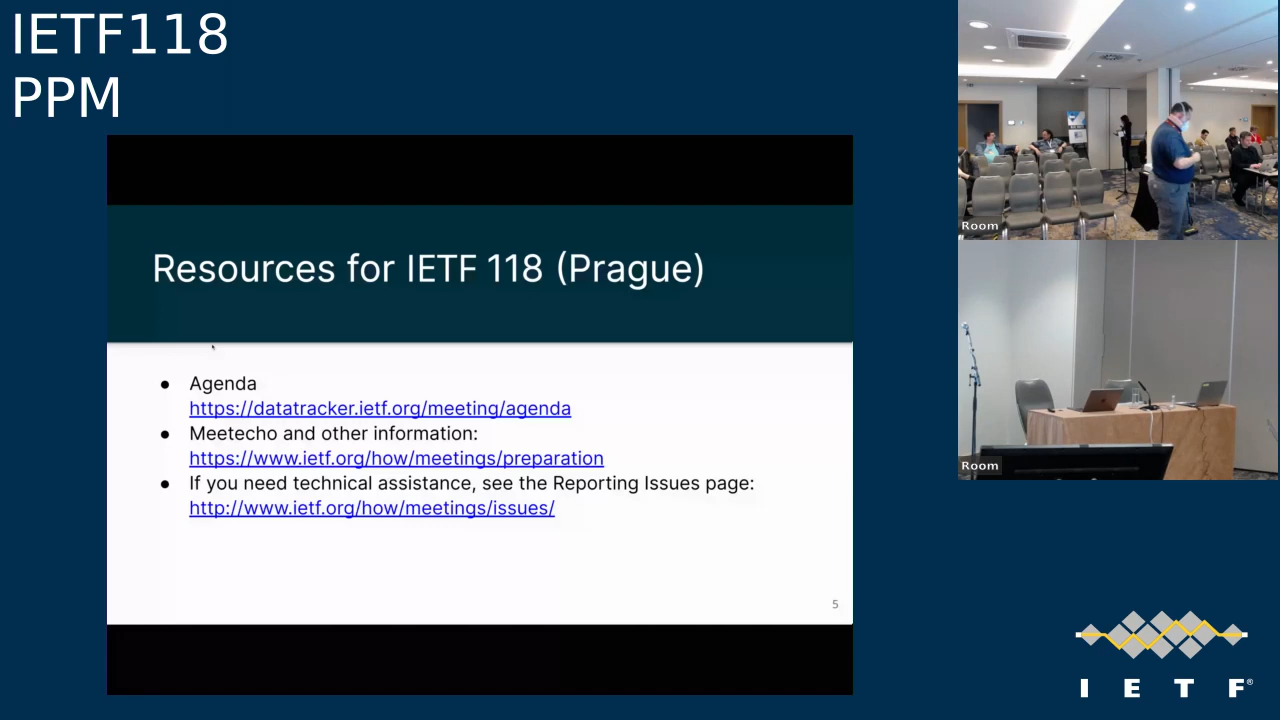 IETF118
PPM
Resources for IETF 118 (Prague)
● Agenda
https://datatracker.ietf.org/meeting/agenda
● Meetecho and other information:
https://www.ietf.org/how/meetings/preparation
● If you need technical assistance, see the Reporting Issues page:
http://www.ietf.org/how/meetings/issues/
5
Room
Room
I E T F®